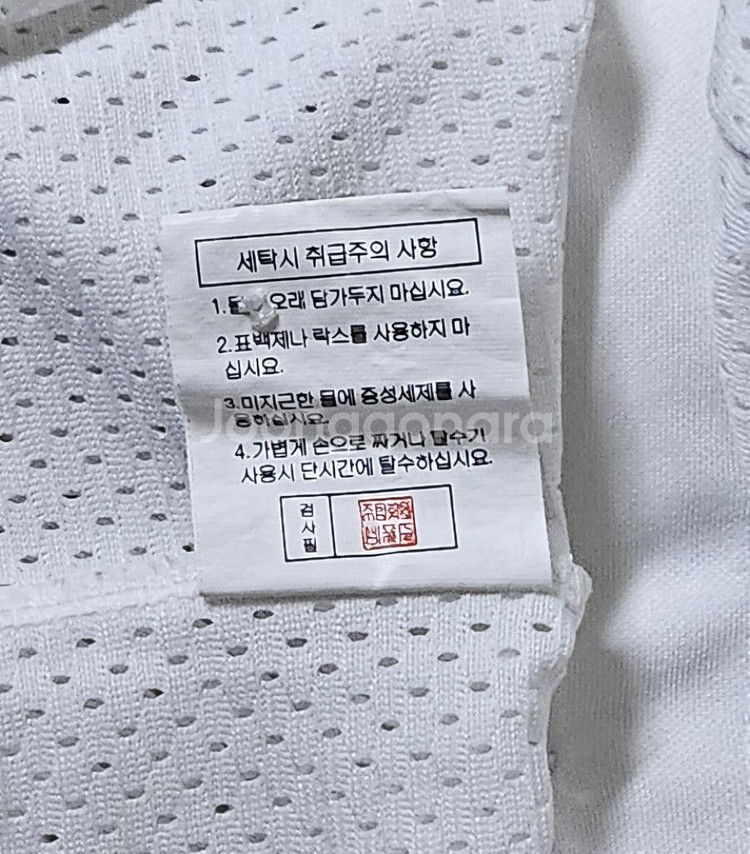 세탁시 취급주의 사항
1. 오래 담가두지 마십시요.
2.표백제나 락스를 사용하지 마
십시요.
3.미지근한 물에 중성세제를 사
용하십시요.
4.가볍게 손으로 짜거나 탈수기
사용시 단시간에 탈수하십시요.
검사필
Joonggonara